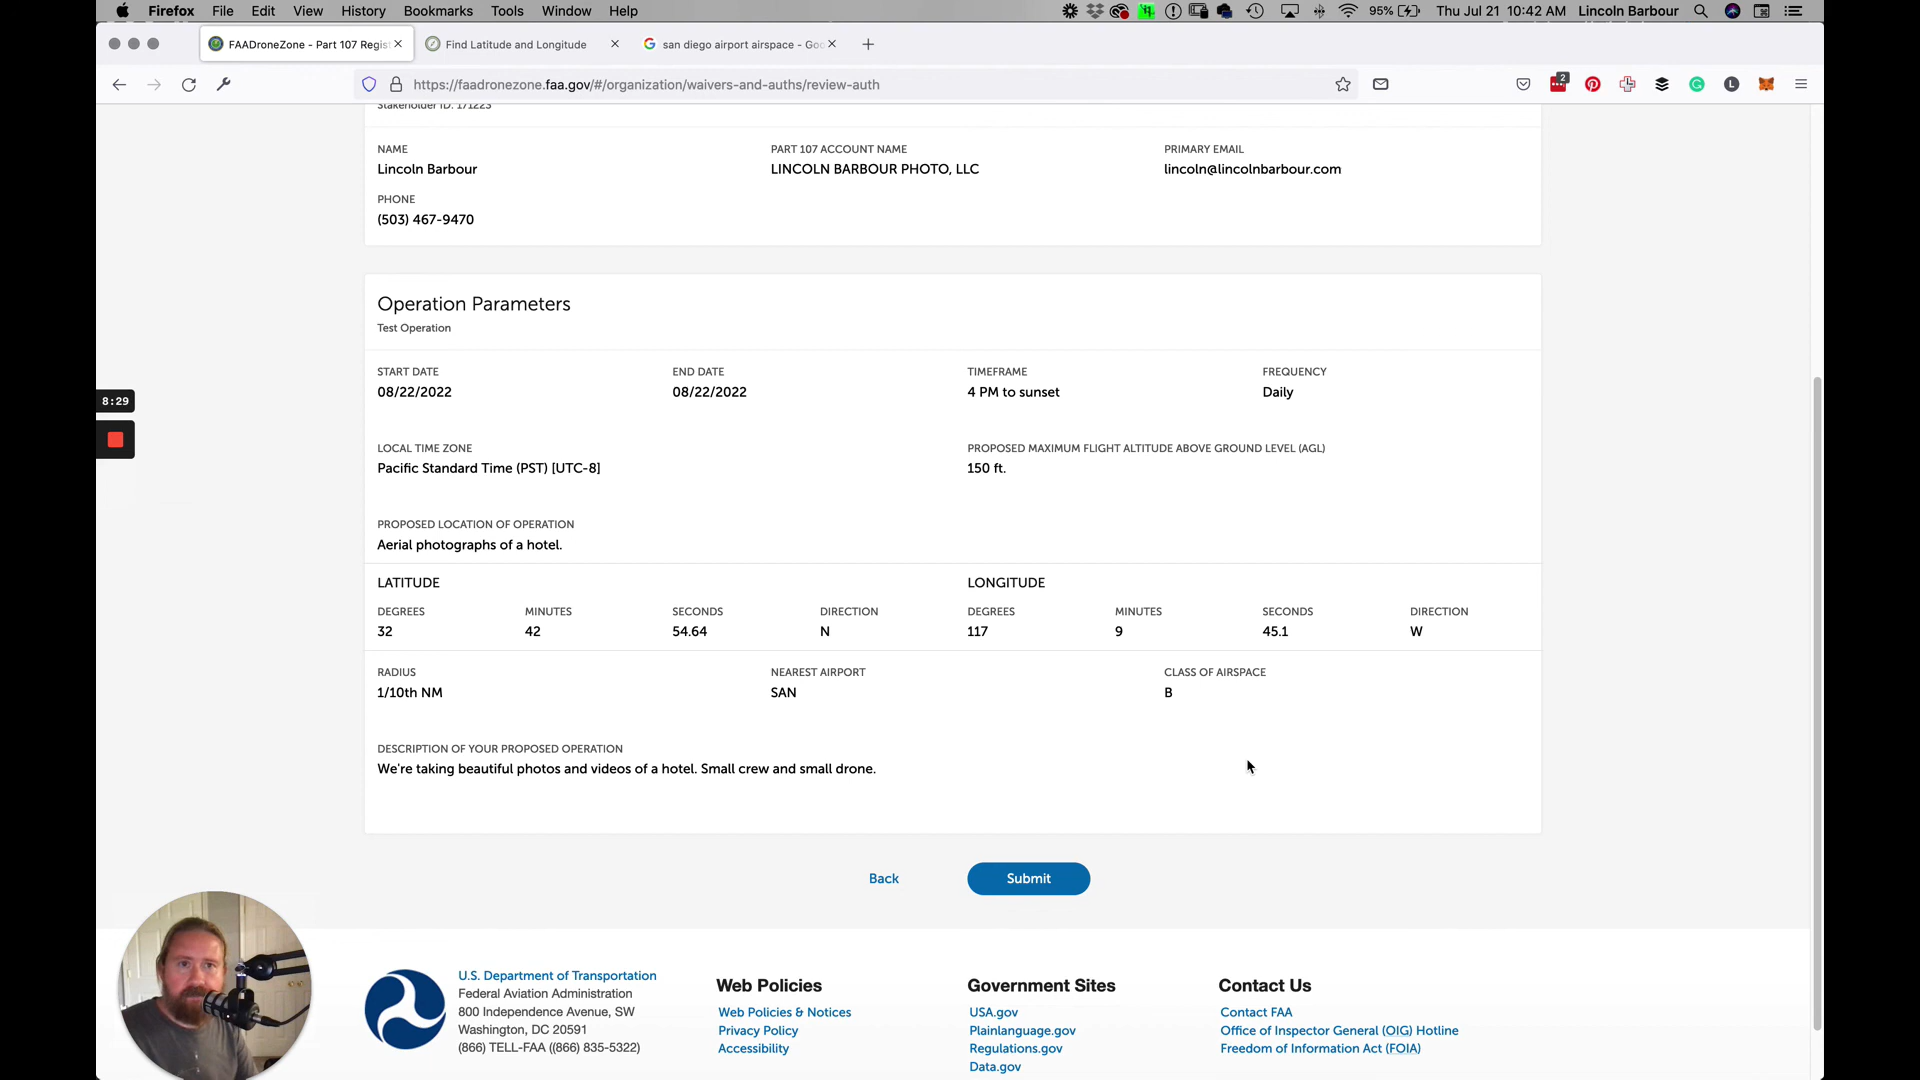 Firefox File Edit View History Bookmarks Tools Window Help 95% Thu Jul 21 10:42 AM Lincoln Barbour
FAADroneZone - Part 107 Regis Find Latitude and Longitude san diego airport airspace - Goo
https://faadronezone.faa.gov/#/organization/waivers-and-auths/review-auth 2 G L
Stakeholder ID: 171223
NAME PART 107 ACCOUNT NAME PRIMARY EMAIL
Lincoln Barbour LINCOLN BARBOUR PHOTO, LLC lincoln@lincolnbarbour.com
PHONE
(503) 467-9470
Operation Parameters
Test Operation
START DATE END DATE TIMEFRAME FREQUENCY
08/22/2022 08/22/2022 4 PM to sunset Daily
8:29
LOCAL TIME ZONE PROPOSED MAXIMUM FLIGHT ALTITUDE ABOVE GROUND LEVEL (AGL)
Pacific Standard Time (PST) [UTC-8] 150 ft.
PROPOSED LOCATION OF OPERATION
Aerial photographs of a hotel.
LATITUDE LONGITUDE
DEGREES MINUTES SECONDS DIRECTION DEGREES MINUTES SECONDS DIRECTION
32 42 54.64 N 117 9 45.1 W
RADIUS NEAREST AIRPORT CLASS OF AIRSPACE
1/10th NM SAN B
DESCRIPTION OF YOUR PROPOSED OPERATION
We're taking beautiful photos and videos of a hotel. Small crew and small drone.
Back Submit
U.S. Department of Transportation
Federal Aviation Administration
800 Independence Avenue, SW
Washington, DC 20591
(866) TELL-FAA ((866) 835-5322)
Web Policies
Web Policies & Notices
Privacy Policy
Accessibility
Government Sites
USA.gov
Plainlanguage.gov
Regulations.gov
Data.gov
Contact Us
Contact FAA
Office of Inspector General (OIG) Hotline
Freedom of Information Act (FOIA)